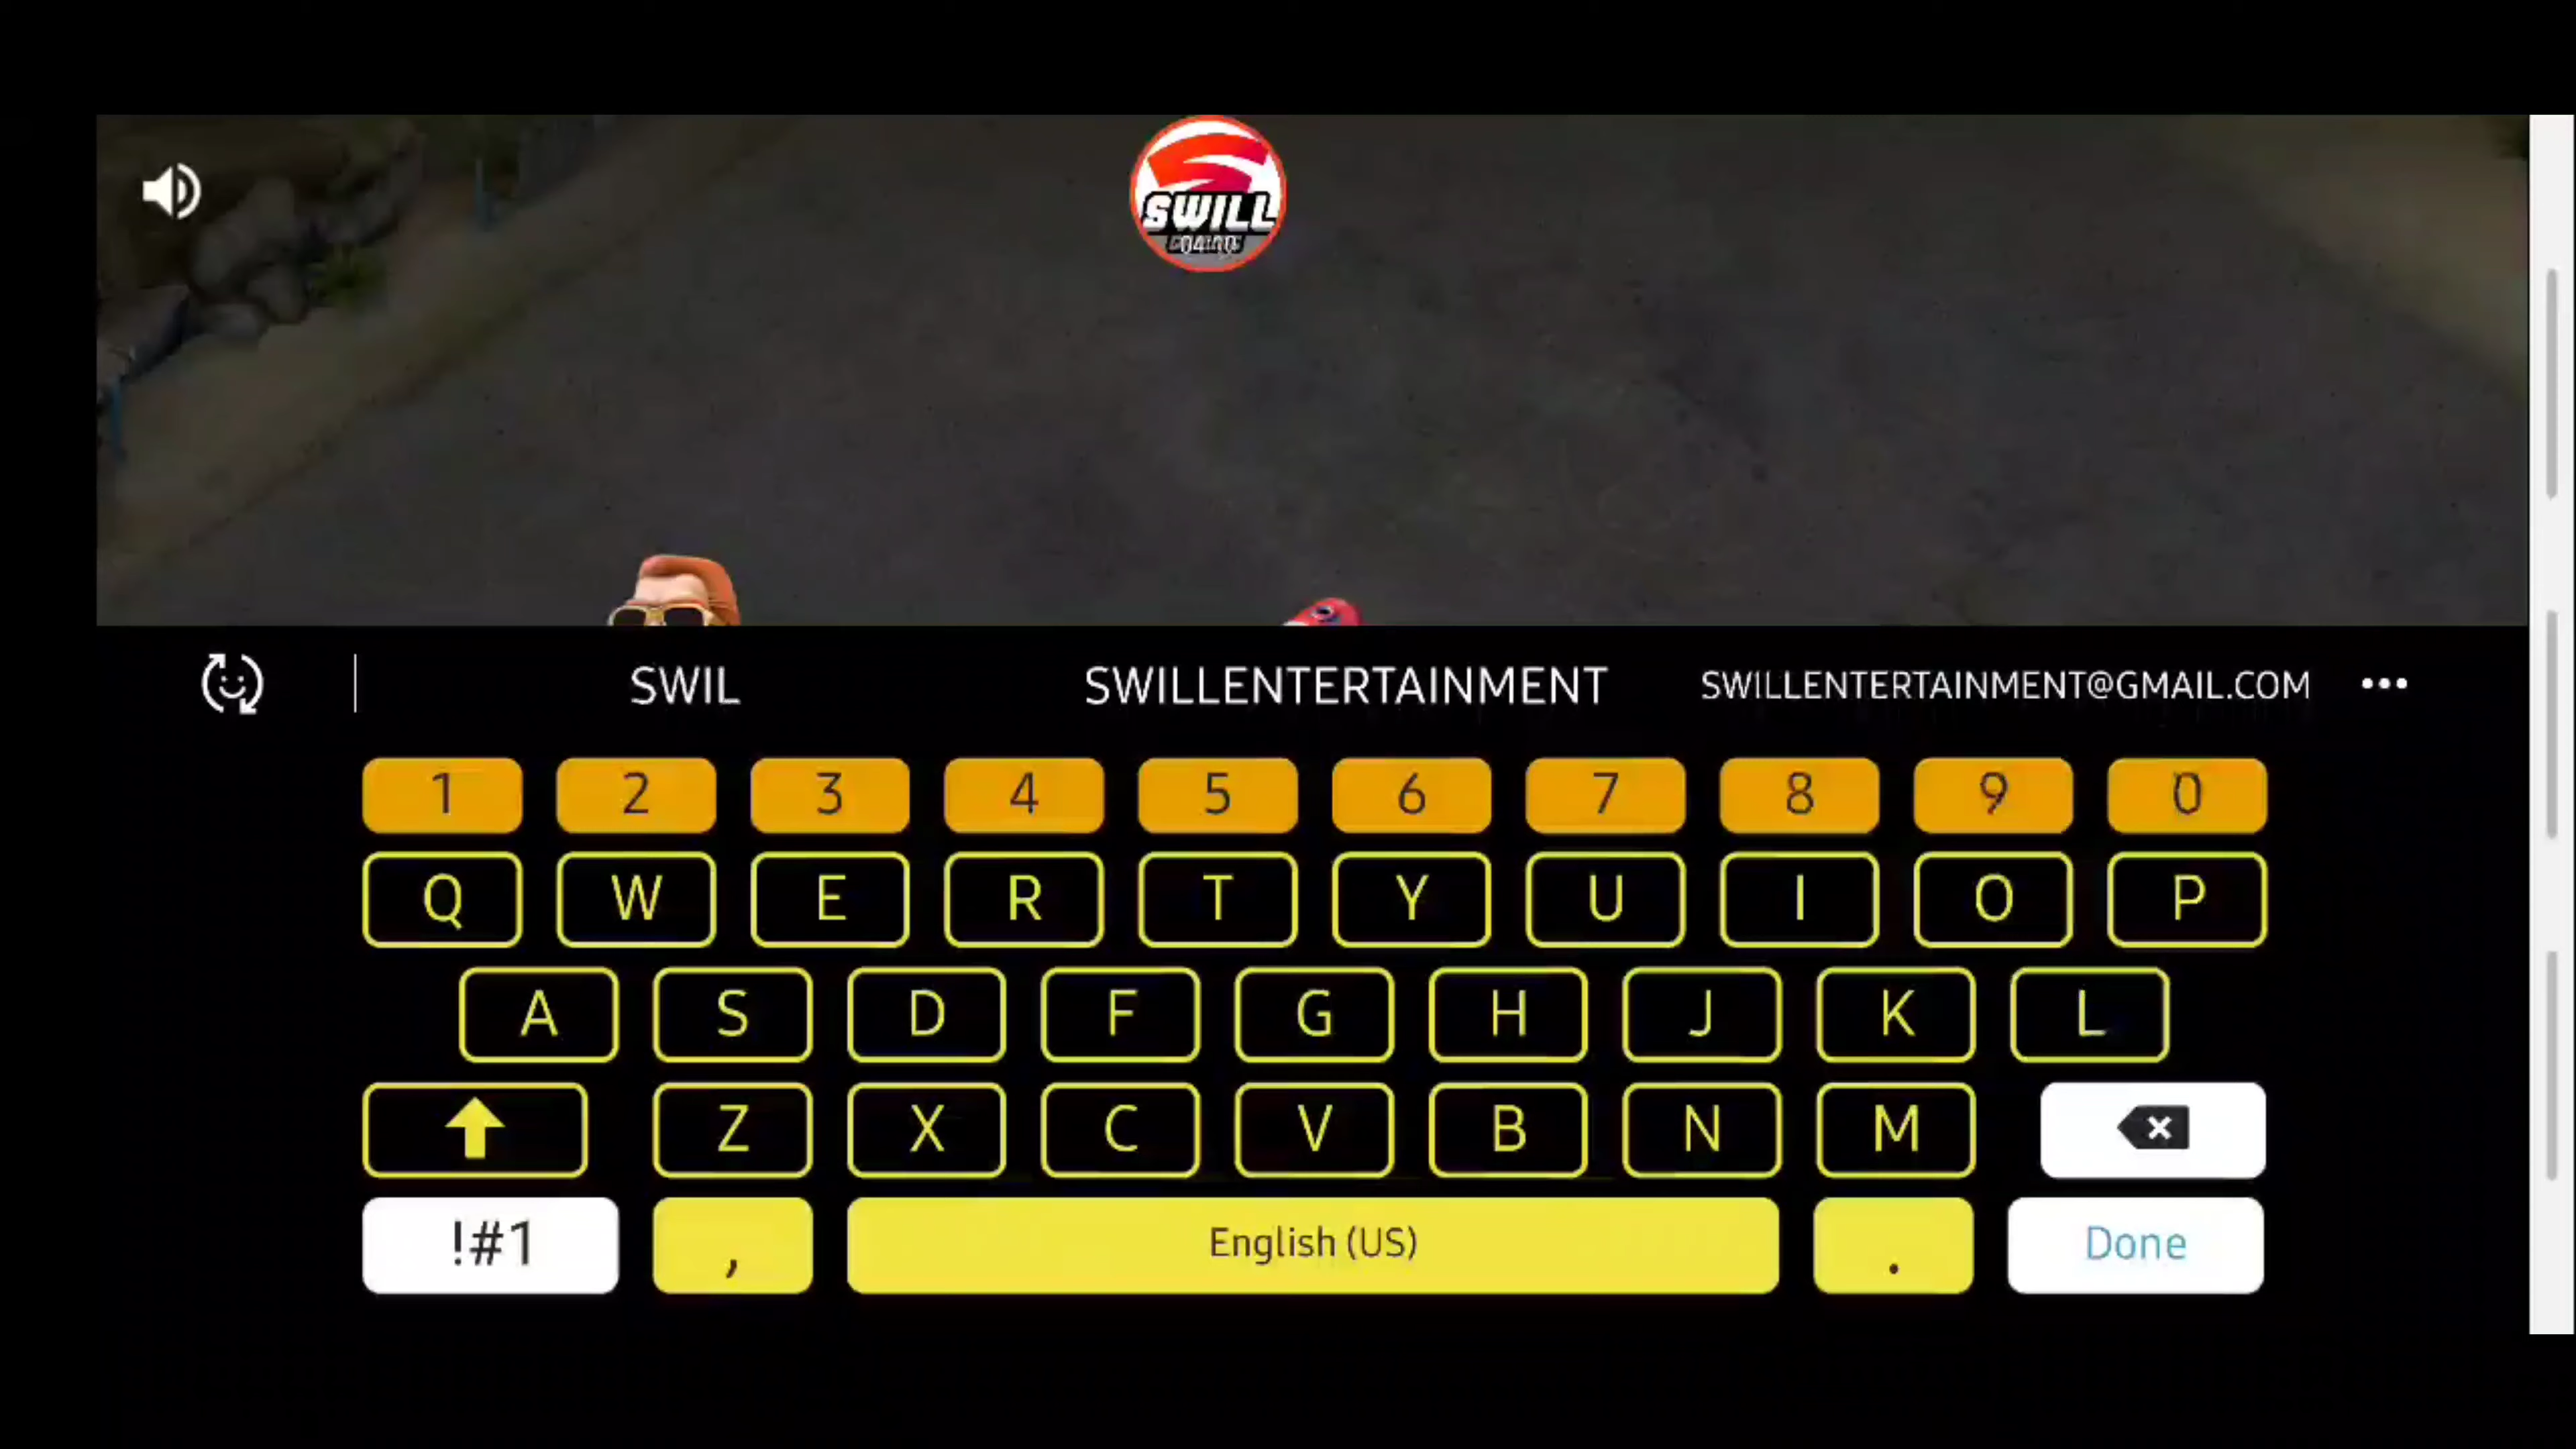 SWILL
SWIL SWILLENTERTAINMENT SWILLENTERTAINMENT@GMAIL.COM
1 2 3 4 5 6 7 8 9 0
Q W E R T Y U I O P
A S D F G H J K L
Z X C V B N M
!#1 , English (US) . Done